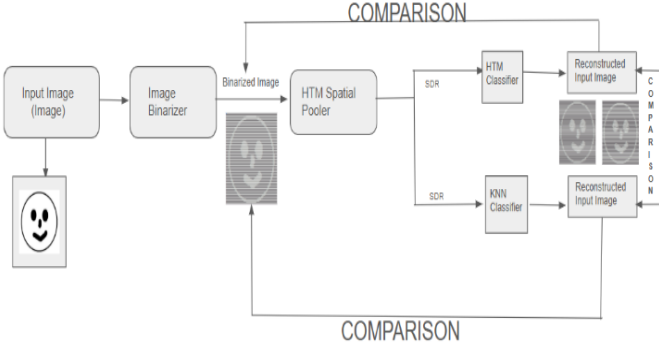 COMPARISON
Input Image
(Image)
Image
Binarizer
Binarized Image
HTM Spatial
Pooler
SDR
HTM
Classifier
Reconstructed
Input Image
COMPARISON
SDR
KNN
Classifier
Reconstructed
Input Image
COMPARISON